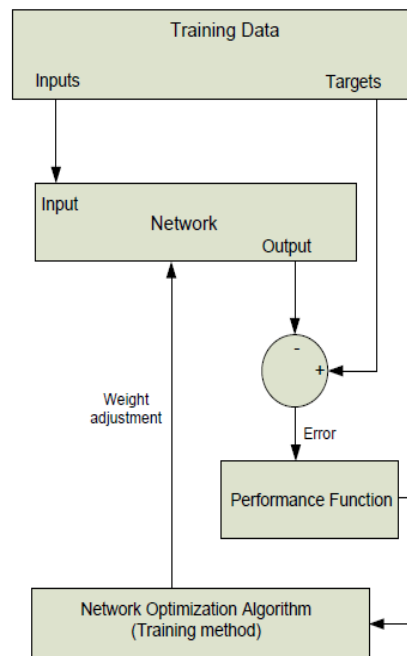 Training Data
Inputs
Targets
Input
Network
Output
-
+
Weight
adjustment
Error
Performance Function
Network Optimization Algorithm
(Training method)